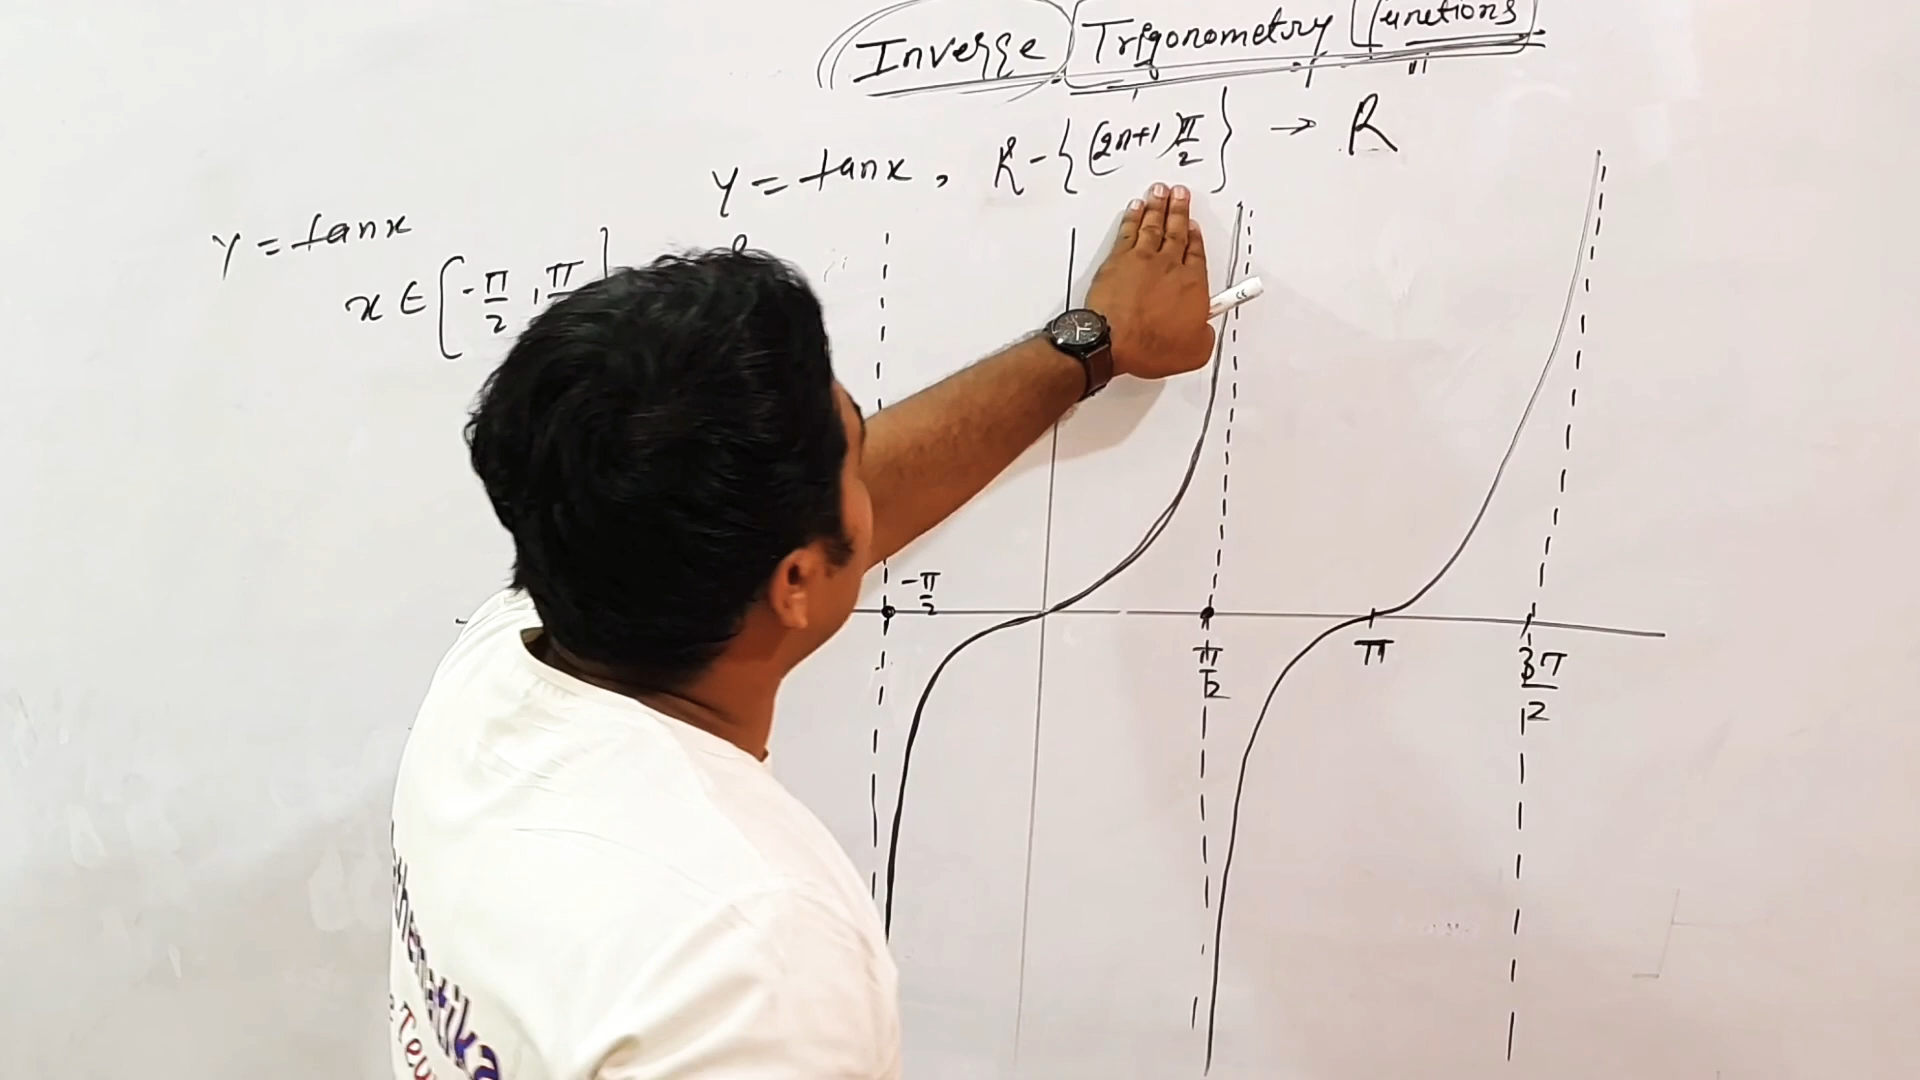 Inverse Trigonometry Functions
y = tanx, R - {(2n+1)π/2} → R
y = tanx
x ∈ [-π/2, π
-π/2
π/2
π
3π/2